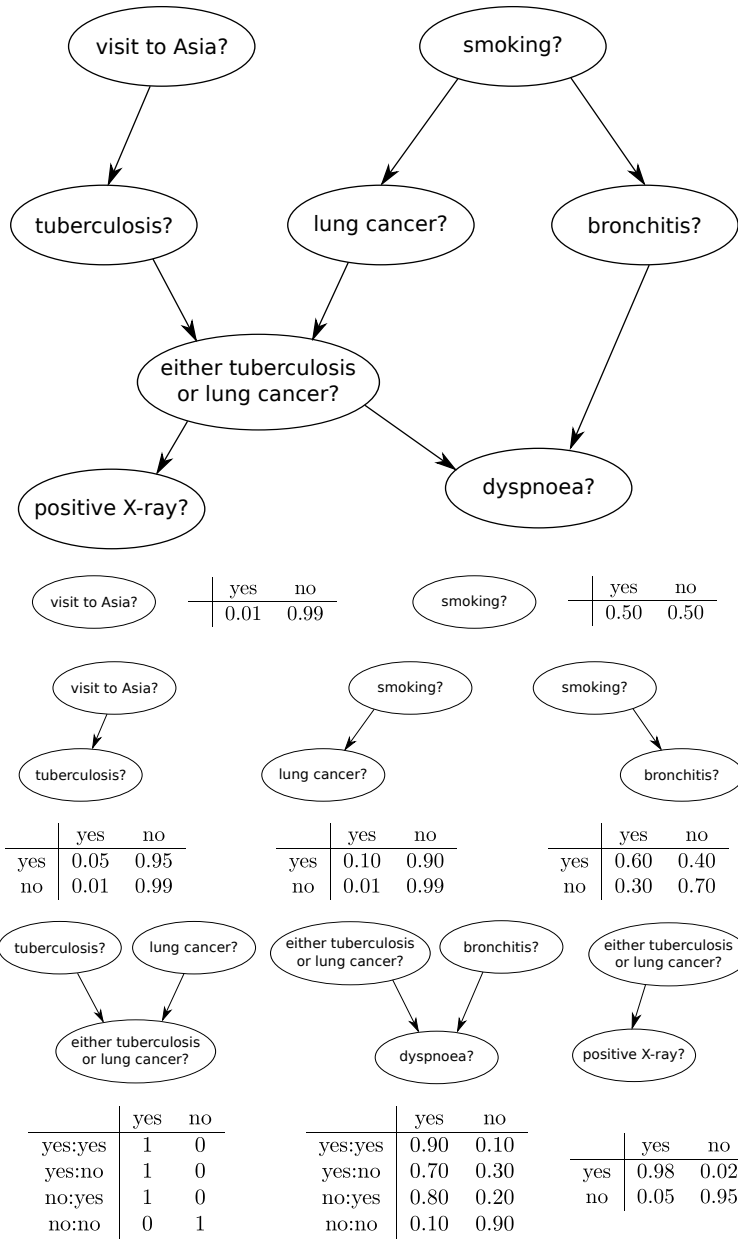 visit to Asia?
smoking?
tuberculosis?
lung cancer?
bronchitis?
either tuberculosis
or lung cancer?
positive X-ray?
dyspnoea?
visit to Asia?
yes no
0.01 0.99
smoking?
yes no
0.50 0.50
visit to Asia?
tuberculosis?
yes no
yes 0.05 0.95
no 0.01 0.99
smoking?
lung cancer?
yes no
yes 0.10 0.90
no 0.01 0.99
smoking?
bronchitis?
yes no
yes 0.60 0.40
no 0.30 0.70
tuberculosis?
lung cancer?
either tuberculosis
or lung cancer?
yes no
yes:yes 1 0
yes:no 1 0
no:yes 1 0
no:no 0 1
either tuberculosis
or lung cancer?
bronchitis?
dyspnoea?
yes no
yes:yes 0.90 0.10
yes:no 0.70 0.30
no:yes 0.80 0.20
no:no 0.10 0.90
either tuberculosis
or lung cancer?
positive X-ray?
yes no
yes 0.98 0.02
no 0.05 0.95